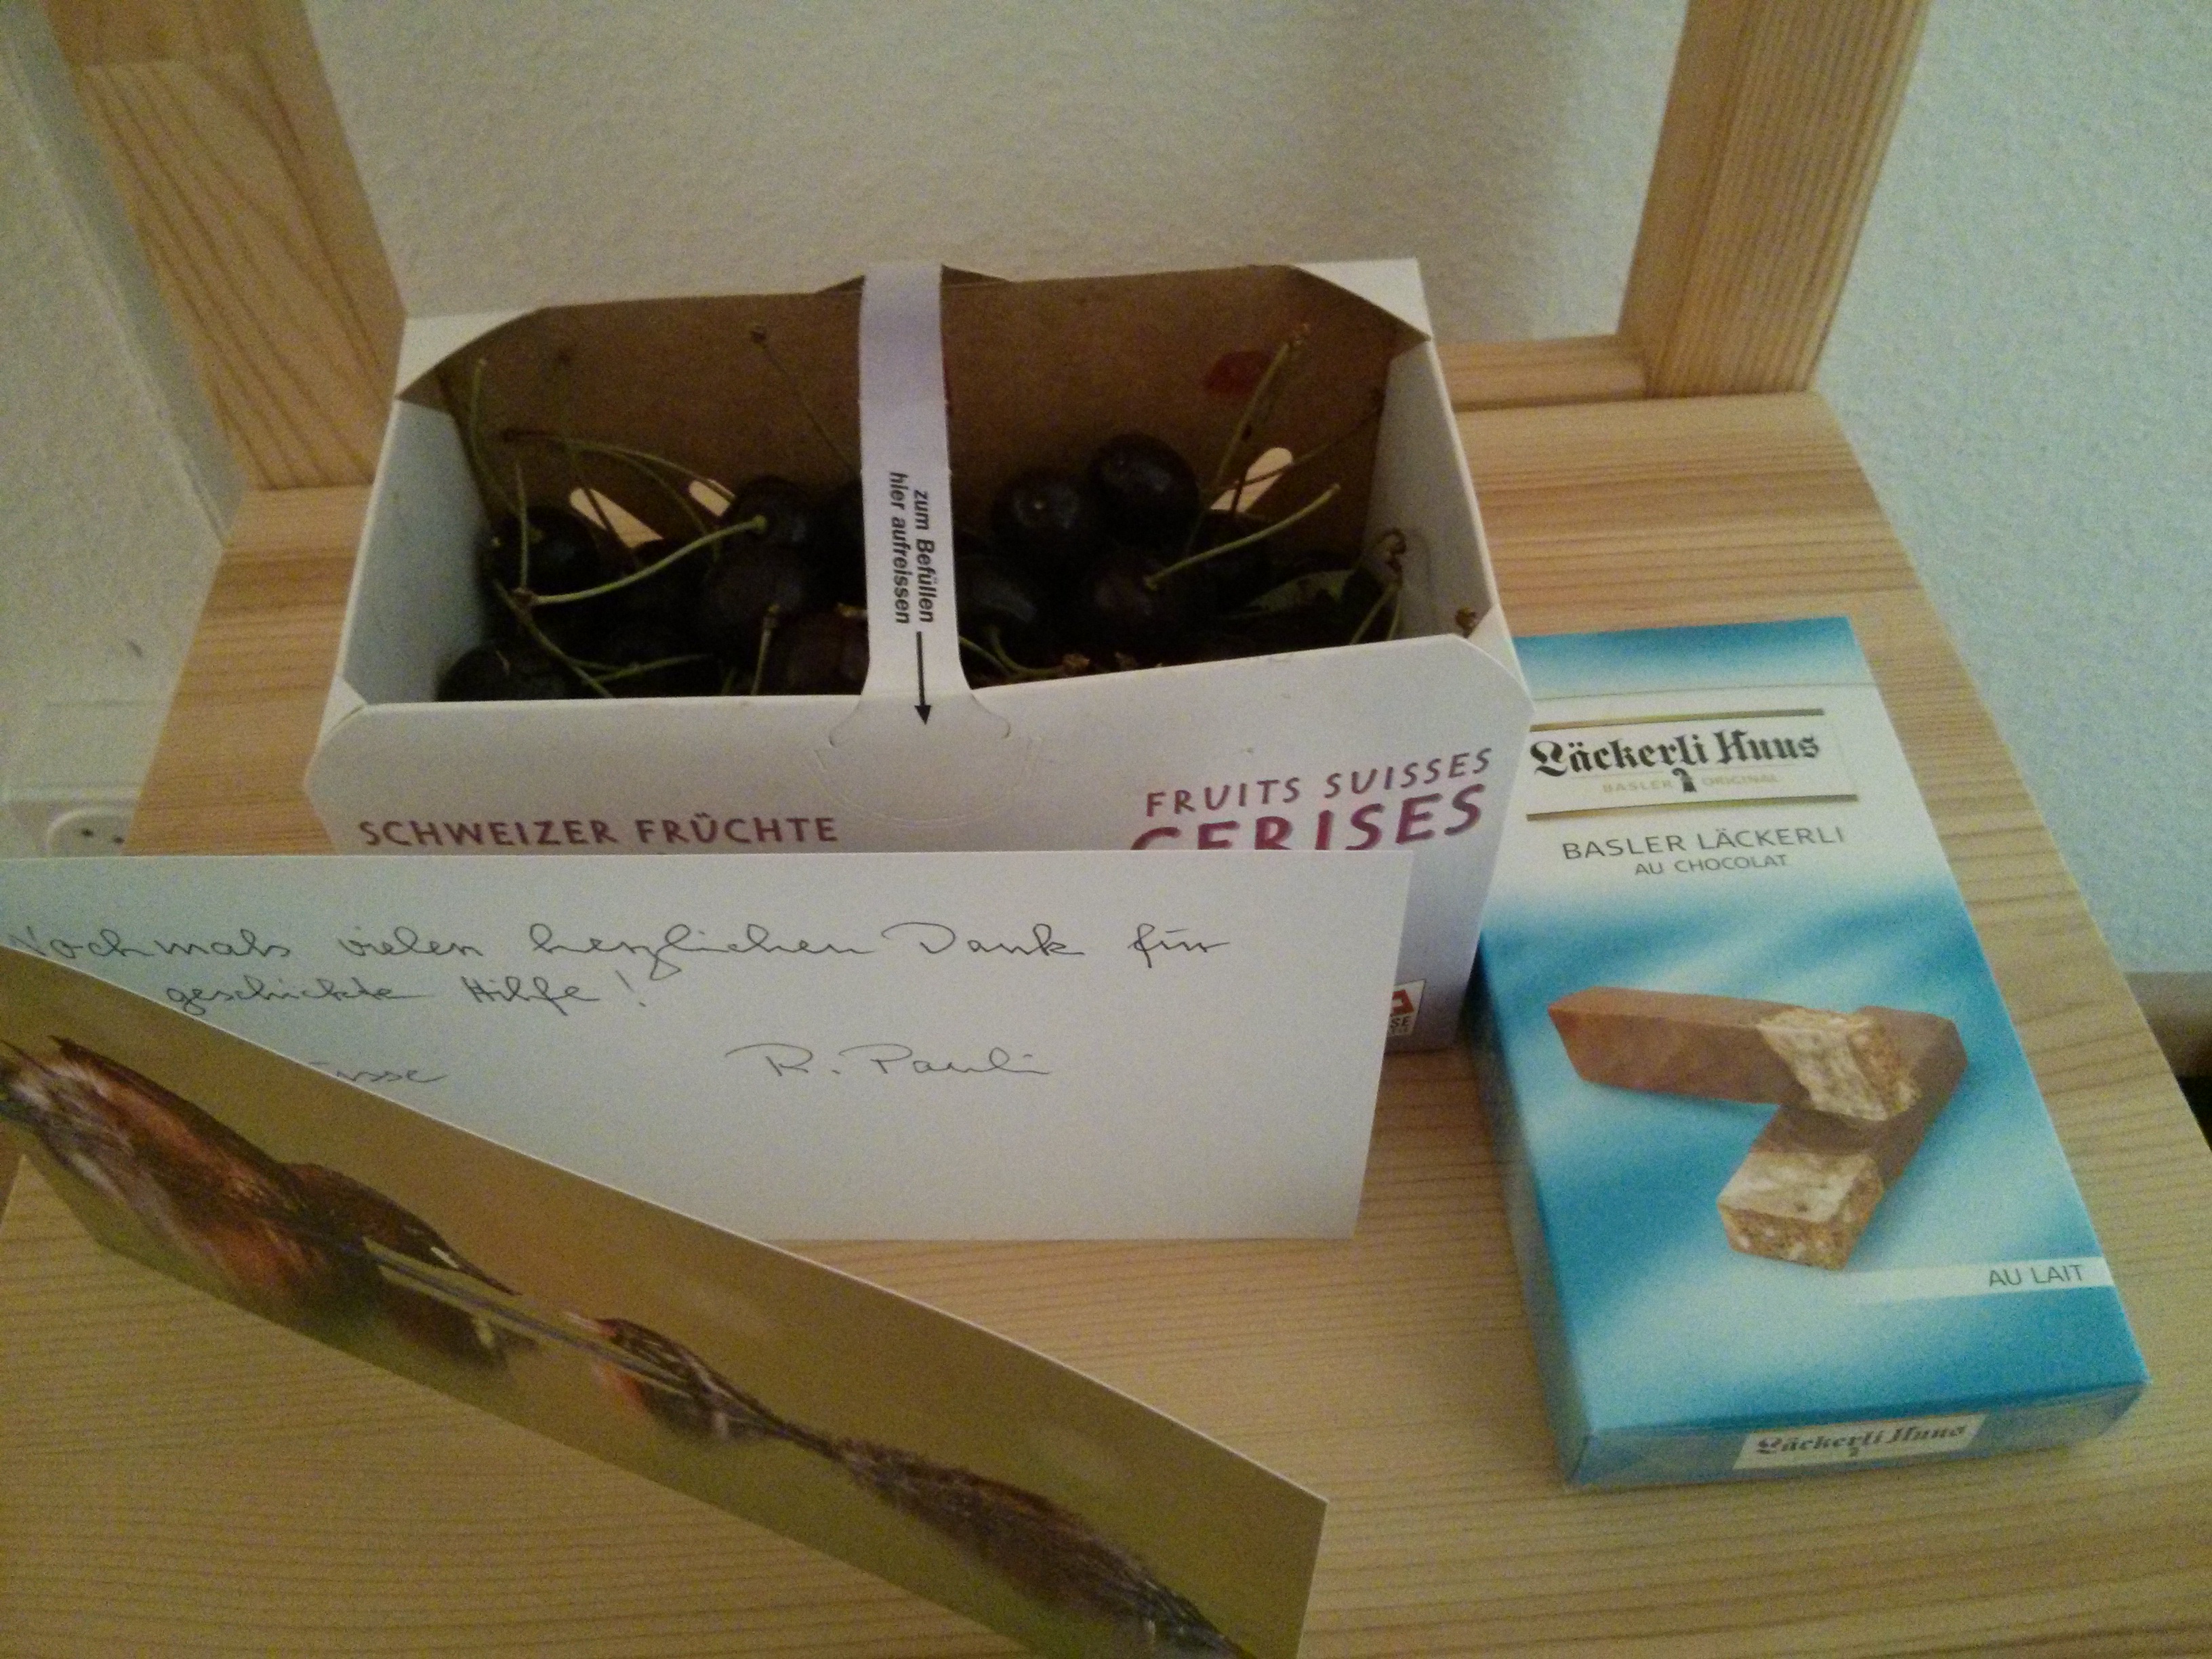 zum Befüllen
hier aufreissen
SCHWEIZER FRÜCHTE
FRUITS SUISSES
CERISES
Nochmals vielen herzlichen Dank für
geschickte Hilfe!
R. Pauli
Läckerli Huus
BASLER ORIGINAL
BASLER LÄCKERLI
AU CHOCOLAT
AU LAIT
Läckerli Huus